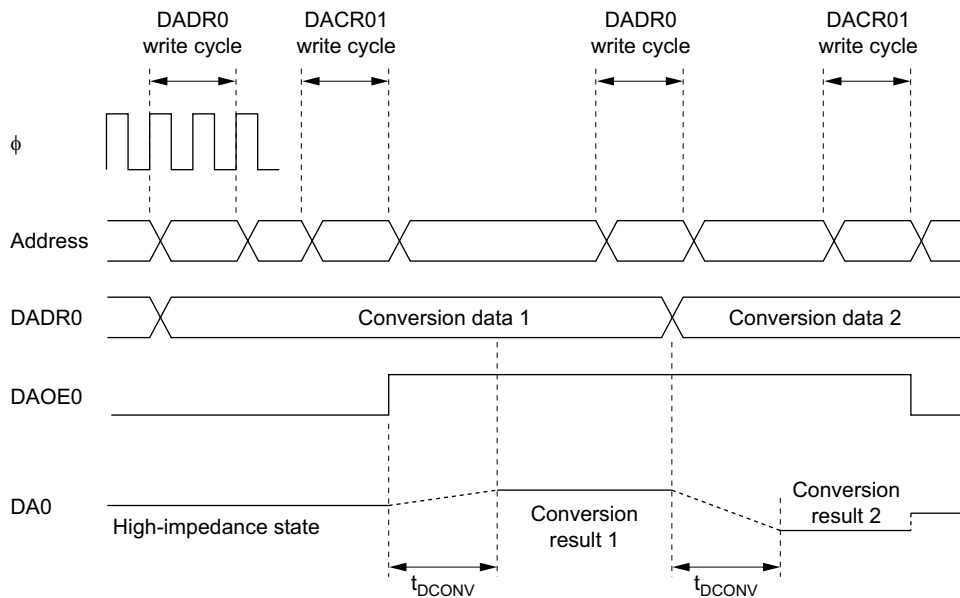 DADR0
write cycle
DACR01
write cycle
DADR0
write cycle
DACR01
write cycle
ϕ
Address
DADR0
Conversion data 1
Conversion data 2
DAOE0
DA0
High-impedance state
Conversion
result 1
Conversion
result 2
tDCONV
tDCONV